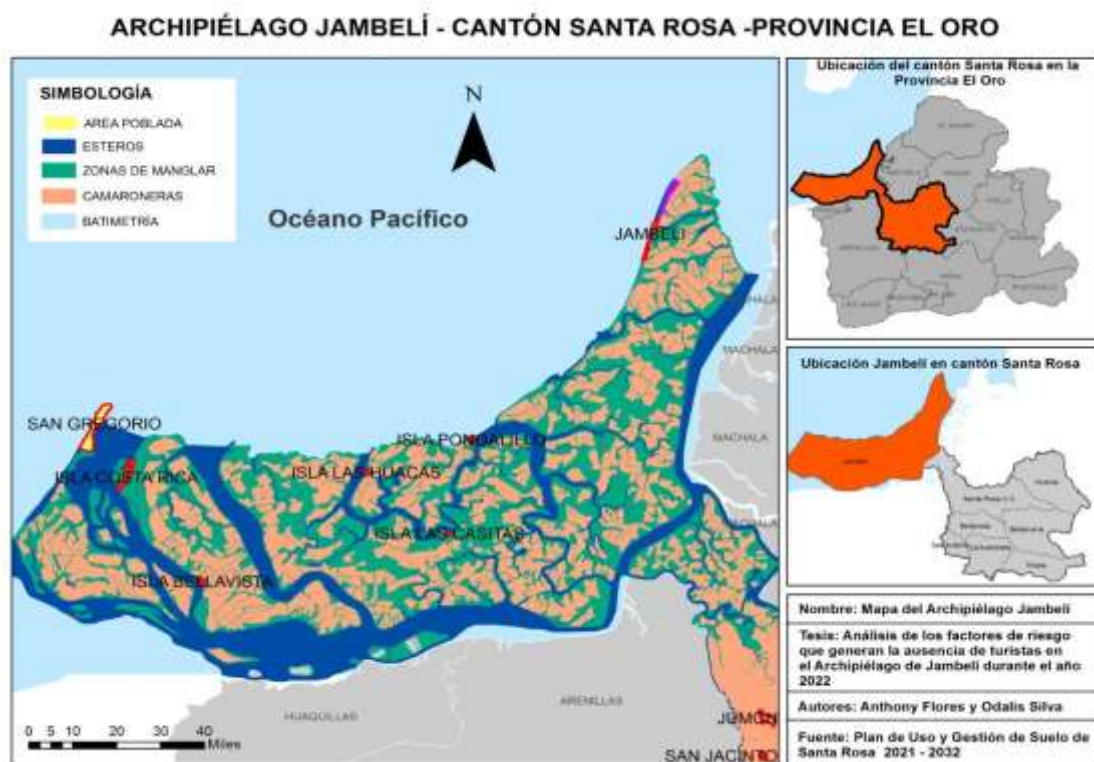 ARCHIPIÉLAGO JAMBELÍ - CANTÓN SANTA ROSA -PROVINCIA EL ORO
SIMBOLOGÍA
AREA POBLADA
ESTEROS
ZONAS DE MANGLAR
CAMARONERAS
BATIMETRÍA
N
Océano Pacífico
JAMBELÍ
MACHALA
MACHALA
SAN GREGORIO
ISLA PONGALILLO
MACHALA
ISLA COSTA RICA
ISLA LAS HUACAS
MACHALA
ISLA LAS CASITAS
ISLA BELLAVISTA
ARENILLAS
HUAQUILLAS
JUMÓN
SAN JACINTO
0 5 10 20 30 40
Miles
Ubicación del cantón Santa Rosa en la
Provincia El Oro
Ubicación Jambelí en cantón Santa Rosa
Nombre: Mapa del Archipiélago Jambelí
Tesis: Análisis de los factores de riesgo
que generan la ausencia de turistas en
el Archipiélago de Jambelí durante el año
2022
Autores: Anthony Flores y Odalis Silva
Fuente: Plan de Uso y Gestión de Suelo de
Santa Rosa 2021 - 2032